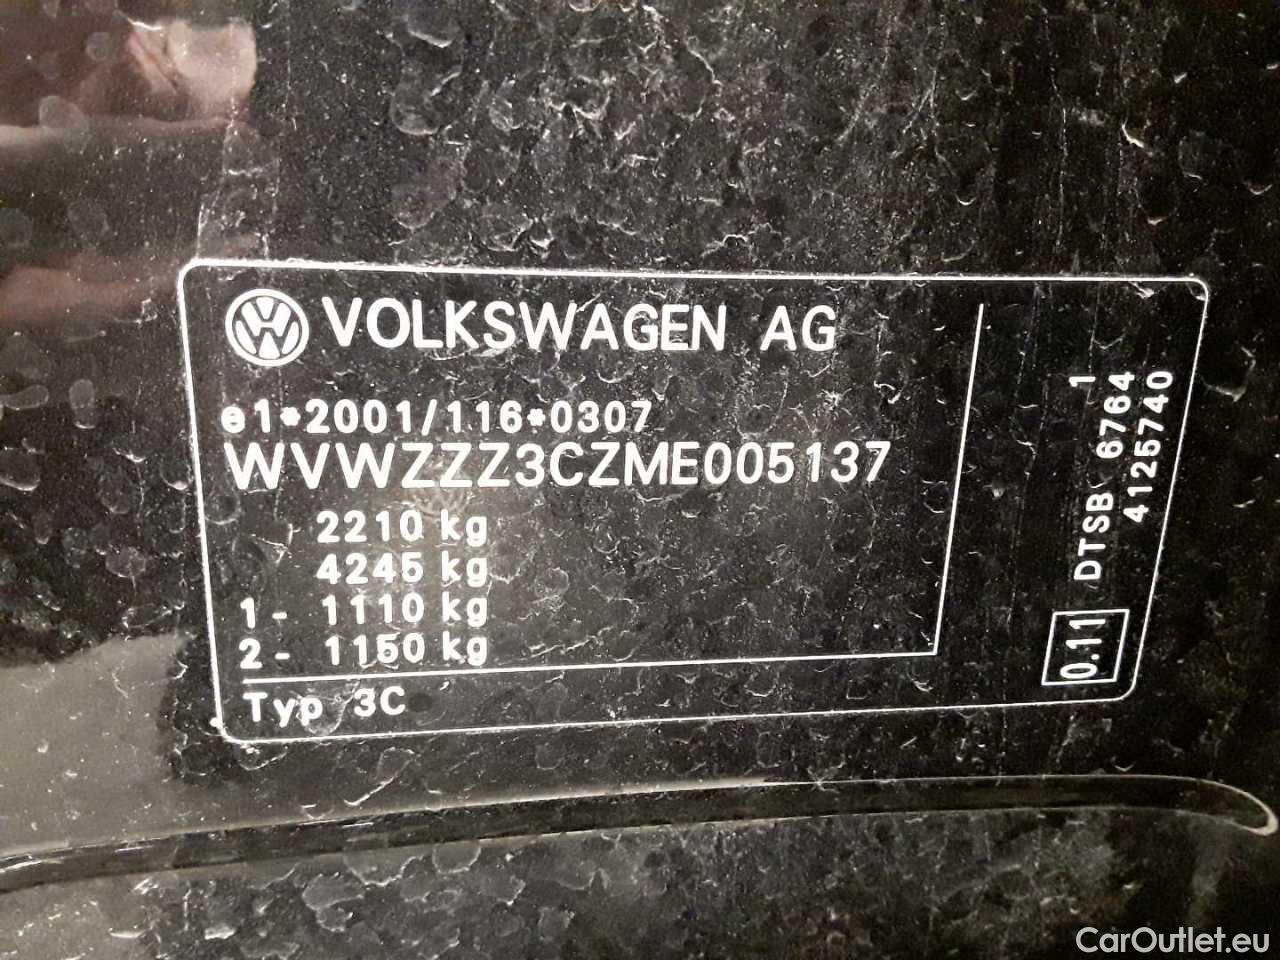 VOLKSWAGEN AG
e1*2001/116*0307
WVWZZZ3CZME005137
2210 kg
4245 kg
1 - 1110 kg
2 - 1150 kg
Typ 3C
1
DTSB 6764
4125740
0.11
CarOutlet.eu